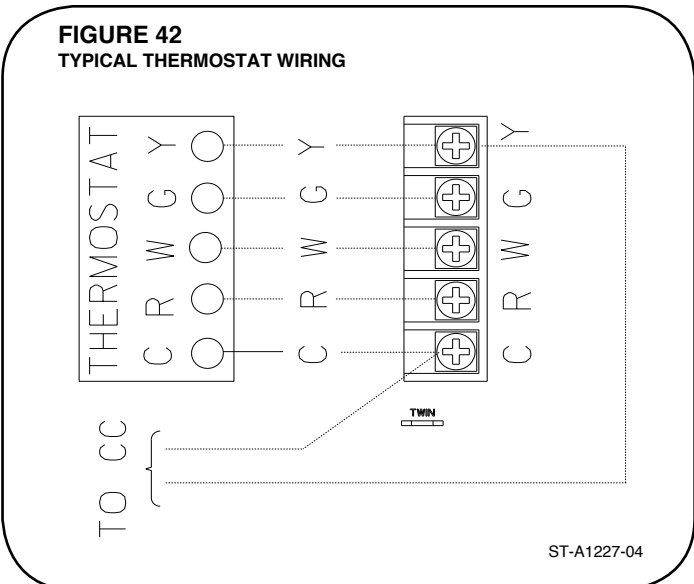 FIGURE 42
TYPICAL THERMOSTAT WIRING
THERMOSTAT
Y Y Y
G G G
W W W
R R R
C C C
TWIN
TO CC
ST-A1227-04